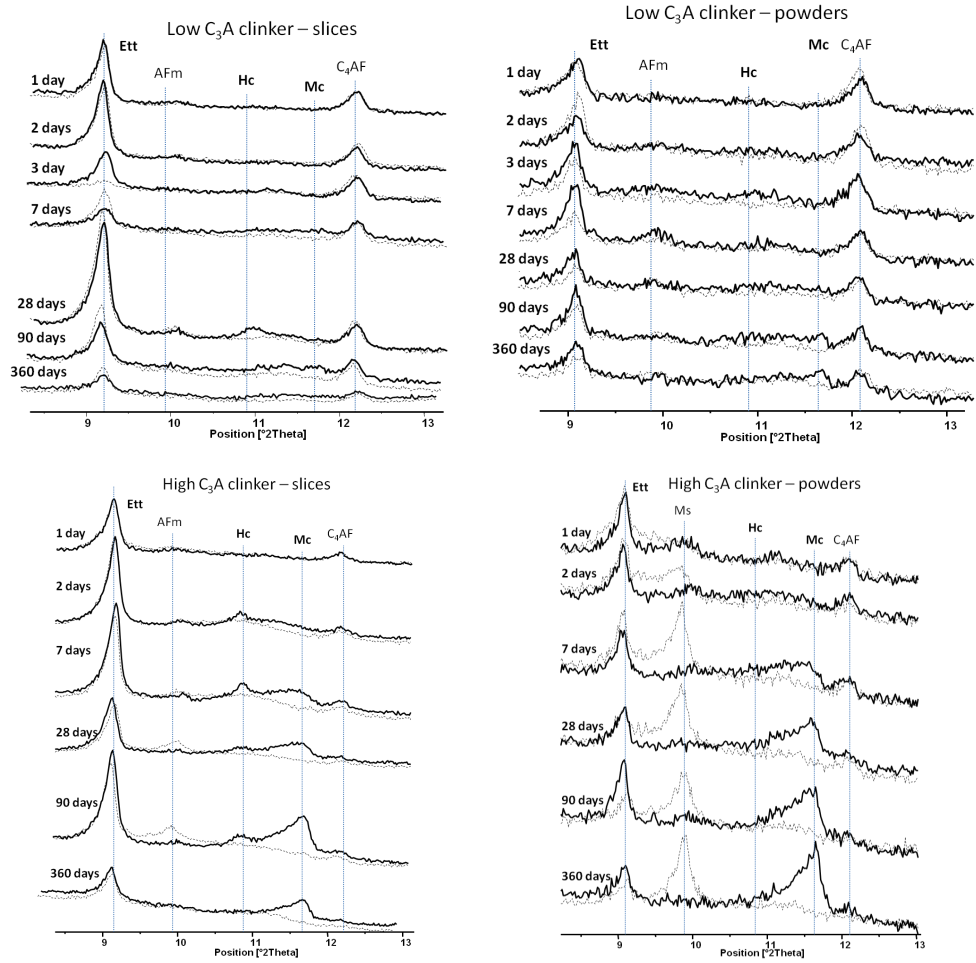 Low C₃A clinker – slices
Ett
AFm
Hc
Mc
C₄AF
1 day
2 days
3 day
7 days
28 days
90 days
360 days
9 10 11 12 13
Position [°2Theta]
Low C₃A clinker – powders
Ett
AFm
Hc
Mc
C₄AF
1 day
2 days
3 days
7 days
28 days
90 days
360 days
9 10 11 12 13
Position [°2Theta]
High C₃A clinker – slices
Ett
AFm
Hc
Mc
C₄AF
1 day
2 days
7 days
28 days
90 days
360 days
9 10 11 12 13
Position [°2Theta]
High C₃A clinker – powders
Ett
Ms
Hc
Mc
C₄AF
1 day
2 days
7 days
28 days
90 days
360 days
9 10 11 12 13
Position [°2Theta]